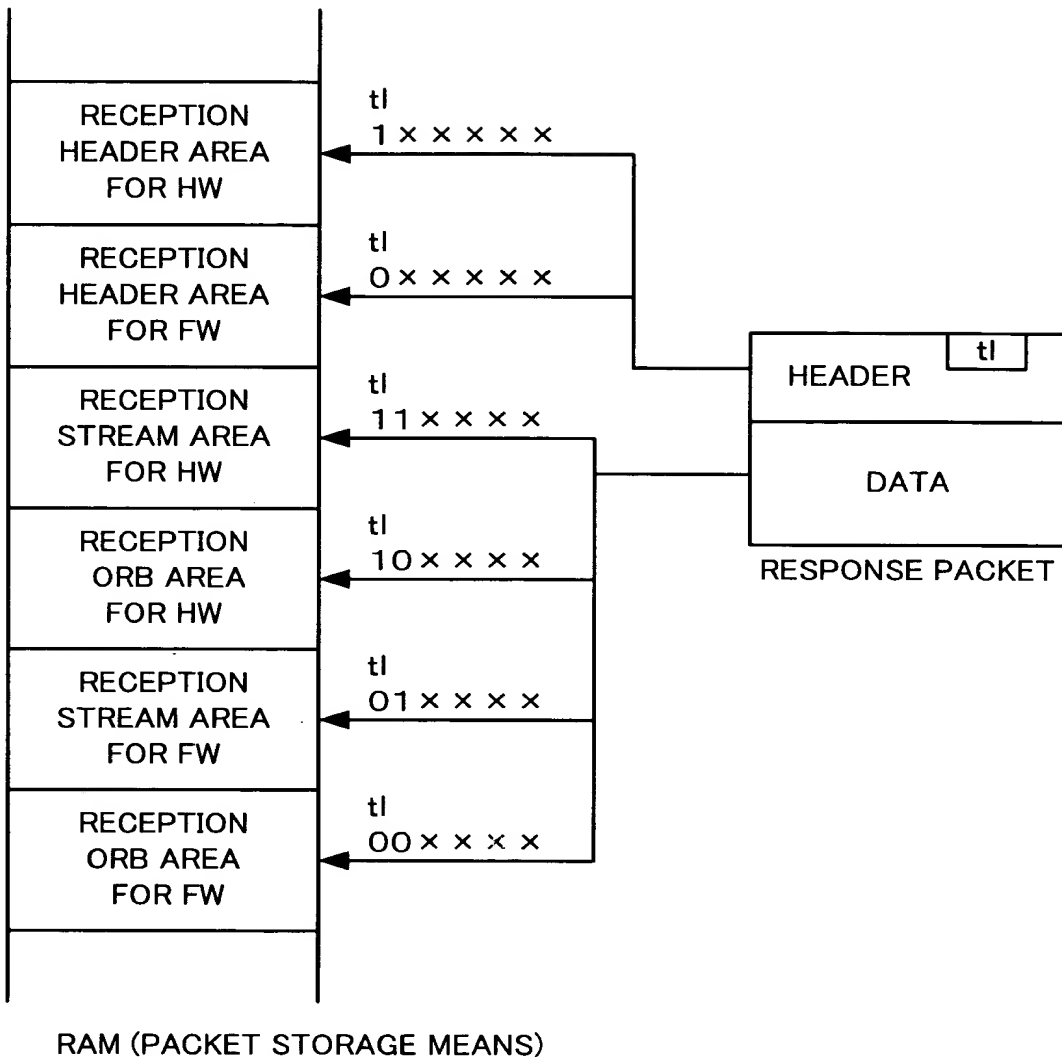 RECEPTION
HEADER AREA
FOR HW
RECEPTION
HEADER AREA
FOR FW
RECEPTION
STREAM AREA
FOR HW
RECEPTION
ORB AREA
FOR HW
RECEPTION
STREAM AREA
FOR FW
RECEPTION
ORB AREA
FOR FW
tl
1×××××
tl
0×××××
tl
11××××
tl
10××××
tl
01××××
tl
00××××
tl
HEADER
DATA
RESPONSE PACKET
RAM (PACKET STORAGE MEANS)